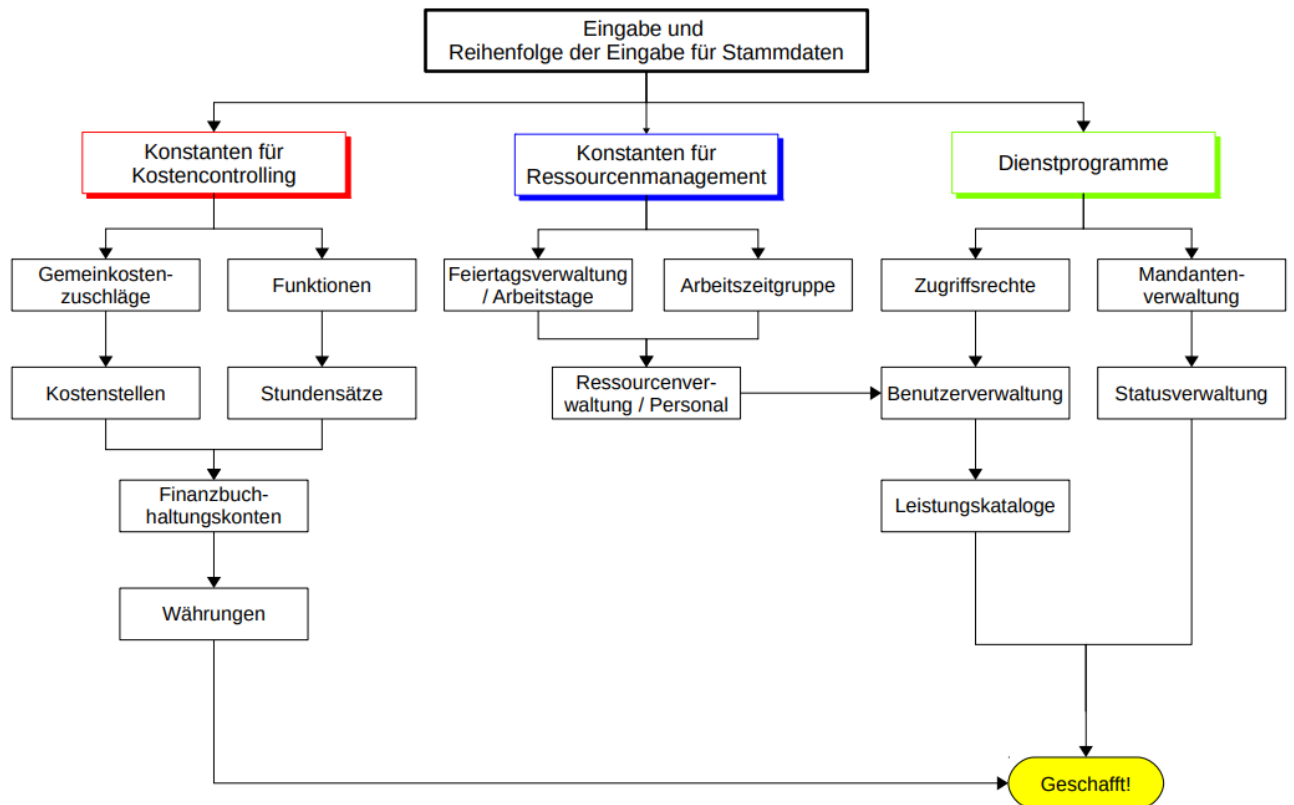 Eingabe und
Reihenfolge der Eingabe für Stammdaten
Konstanten für
Kostencontrolling
Konstanten für
Ressourcenmanagement
Dienstprogramme
Gemeinkosten-
zuschläge
Funktionen
Feiertagsverwaltung
/ Arbeitstage
Arbeitszeitgruppe
Zugriffsrechte
Mandanten-
verwaltung
Kostenstellen
Stundensätze
Ressourcenver-
waltung / Personal
Benutzerverwaltung
Statusverwaltung
Finanzbuch-
haltungskonten
Leistungskataloge
Währungen
Geschafft!